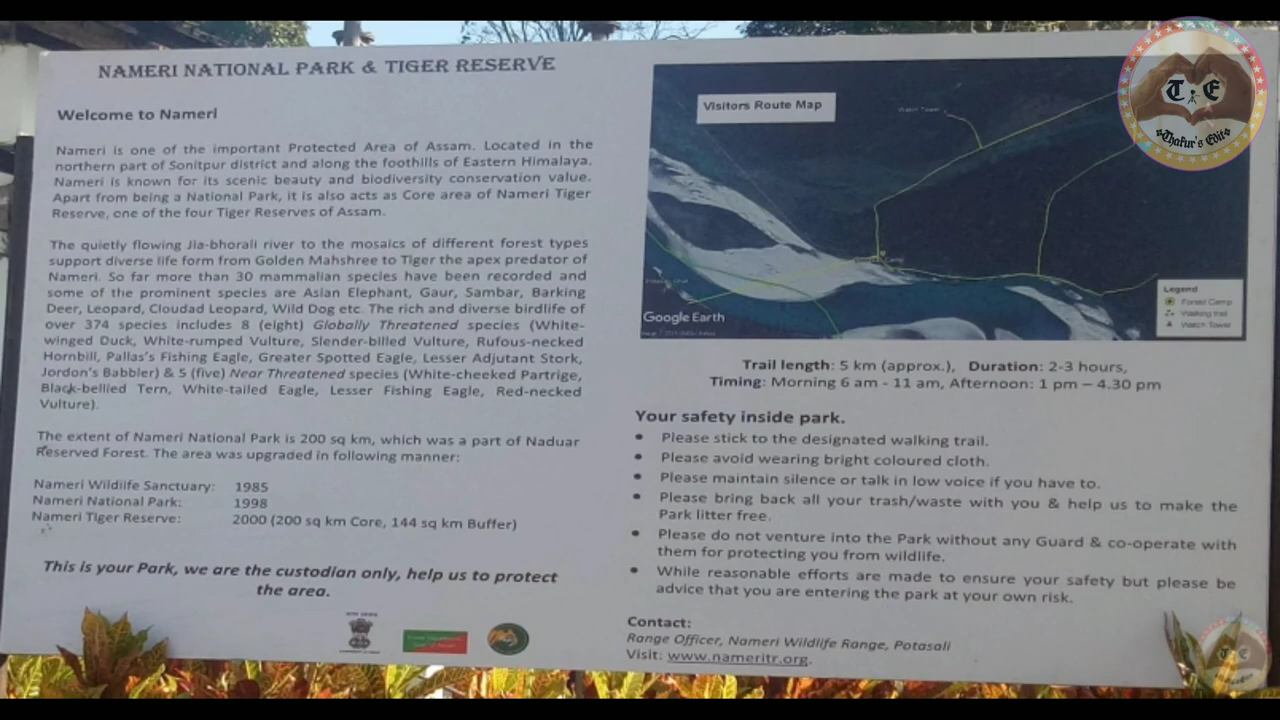 NAMERI NATIONAL PARK & TIGER RESERVE
Welcome to Nameri
Nameri is one of the important Protected Area of Assam. Located in the
northern part of Sonitpur district and along the foothills of Eastern Himalaya.
Nameri is known for its scenic beauty and biodiversity conservation value.
Apart from being a National Park, it is also acts as Core area of Nameri Tiger
Reserve, one of the four Tiger Reserves of Assam.
The quietly flowing Jia-bhorali river to the mosaics of different forest types
support diverse life form from Golden Mahshree to Tiger the apex predator of
Nameri. So far more than 30 mammalian species have been recorded and
some of the prominent species are Asian Elephant, Gaur, Sambar, Barking
Deer, Leopard, Cloudad Leopard, Wild Dog etc. The rich and diverse birdlife of
over 374 species includes 8 (eight) Globally Threatened species (White-
winged Duck, White-rumped Vulture, Slender-billed Vulture, Rufous-necked
Hornbill, Pallas's Fishing Eagle, Greater Spotted Eagle, Lesser Adjutant Stork,
Jordon's Babbler) & 5 (five) Near Threatened species (White-cheeked Partrige,
Black-bellied Tern, White-tailed Eagle, Lesser Fishing Eagle, Red-necked
Vulture).
The extent of Nameri National Park is 200 sq km, which was a part of Naduar
Reserved Forest. The area was upgraded in following manner:
Nameri Wildlife Sanctuary: 1985
Nameri National Park: 1998
Nameri Tiger Reserve: 2000 (200 sq km Core, 144 sq km Buffer)
This is your Park, we are the custodian only, help us to protect
the area.
Visitors Route Map
Watch Tower
Google Earth
Legend
Forest Camp
Walking trail
Watch Tower
Trail length: 5 km (approx.), Duration: 2-3 hours,
Timing: Morning 6 am - 11 am, Afternoon: 1 pm – 4.30 pm
Your safety inside park.
• Please stick to the designated walking trail.
• Please avoid wearing bright coloured cloth.
• Please maintain silence or talk in low voice if you have to.
• Please bring back all your trash/waste with you & help us to make the
Park litter free.
• Please do not venture into the Park without any Guard & co-operate with
them for protecting you from wildlife.
• While reasonable efforts are made to ensure your safety but please be
advice that you are entering the park at your own risk.
Contact:
Range Officer, Nameri Wildlife Range, Potasali
Visit: www.nameritr.org.
T E
Thakur's Edits
T E